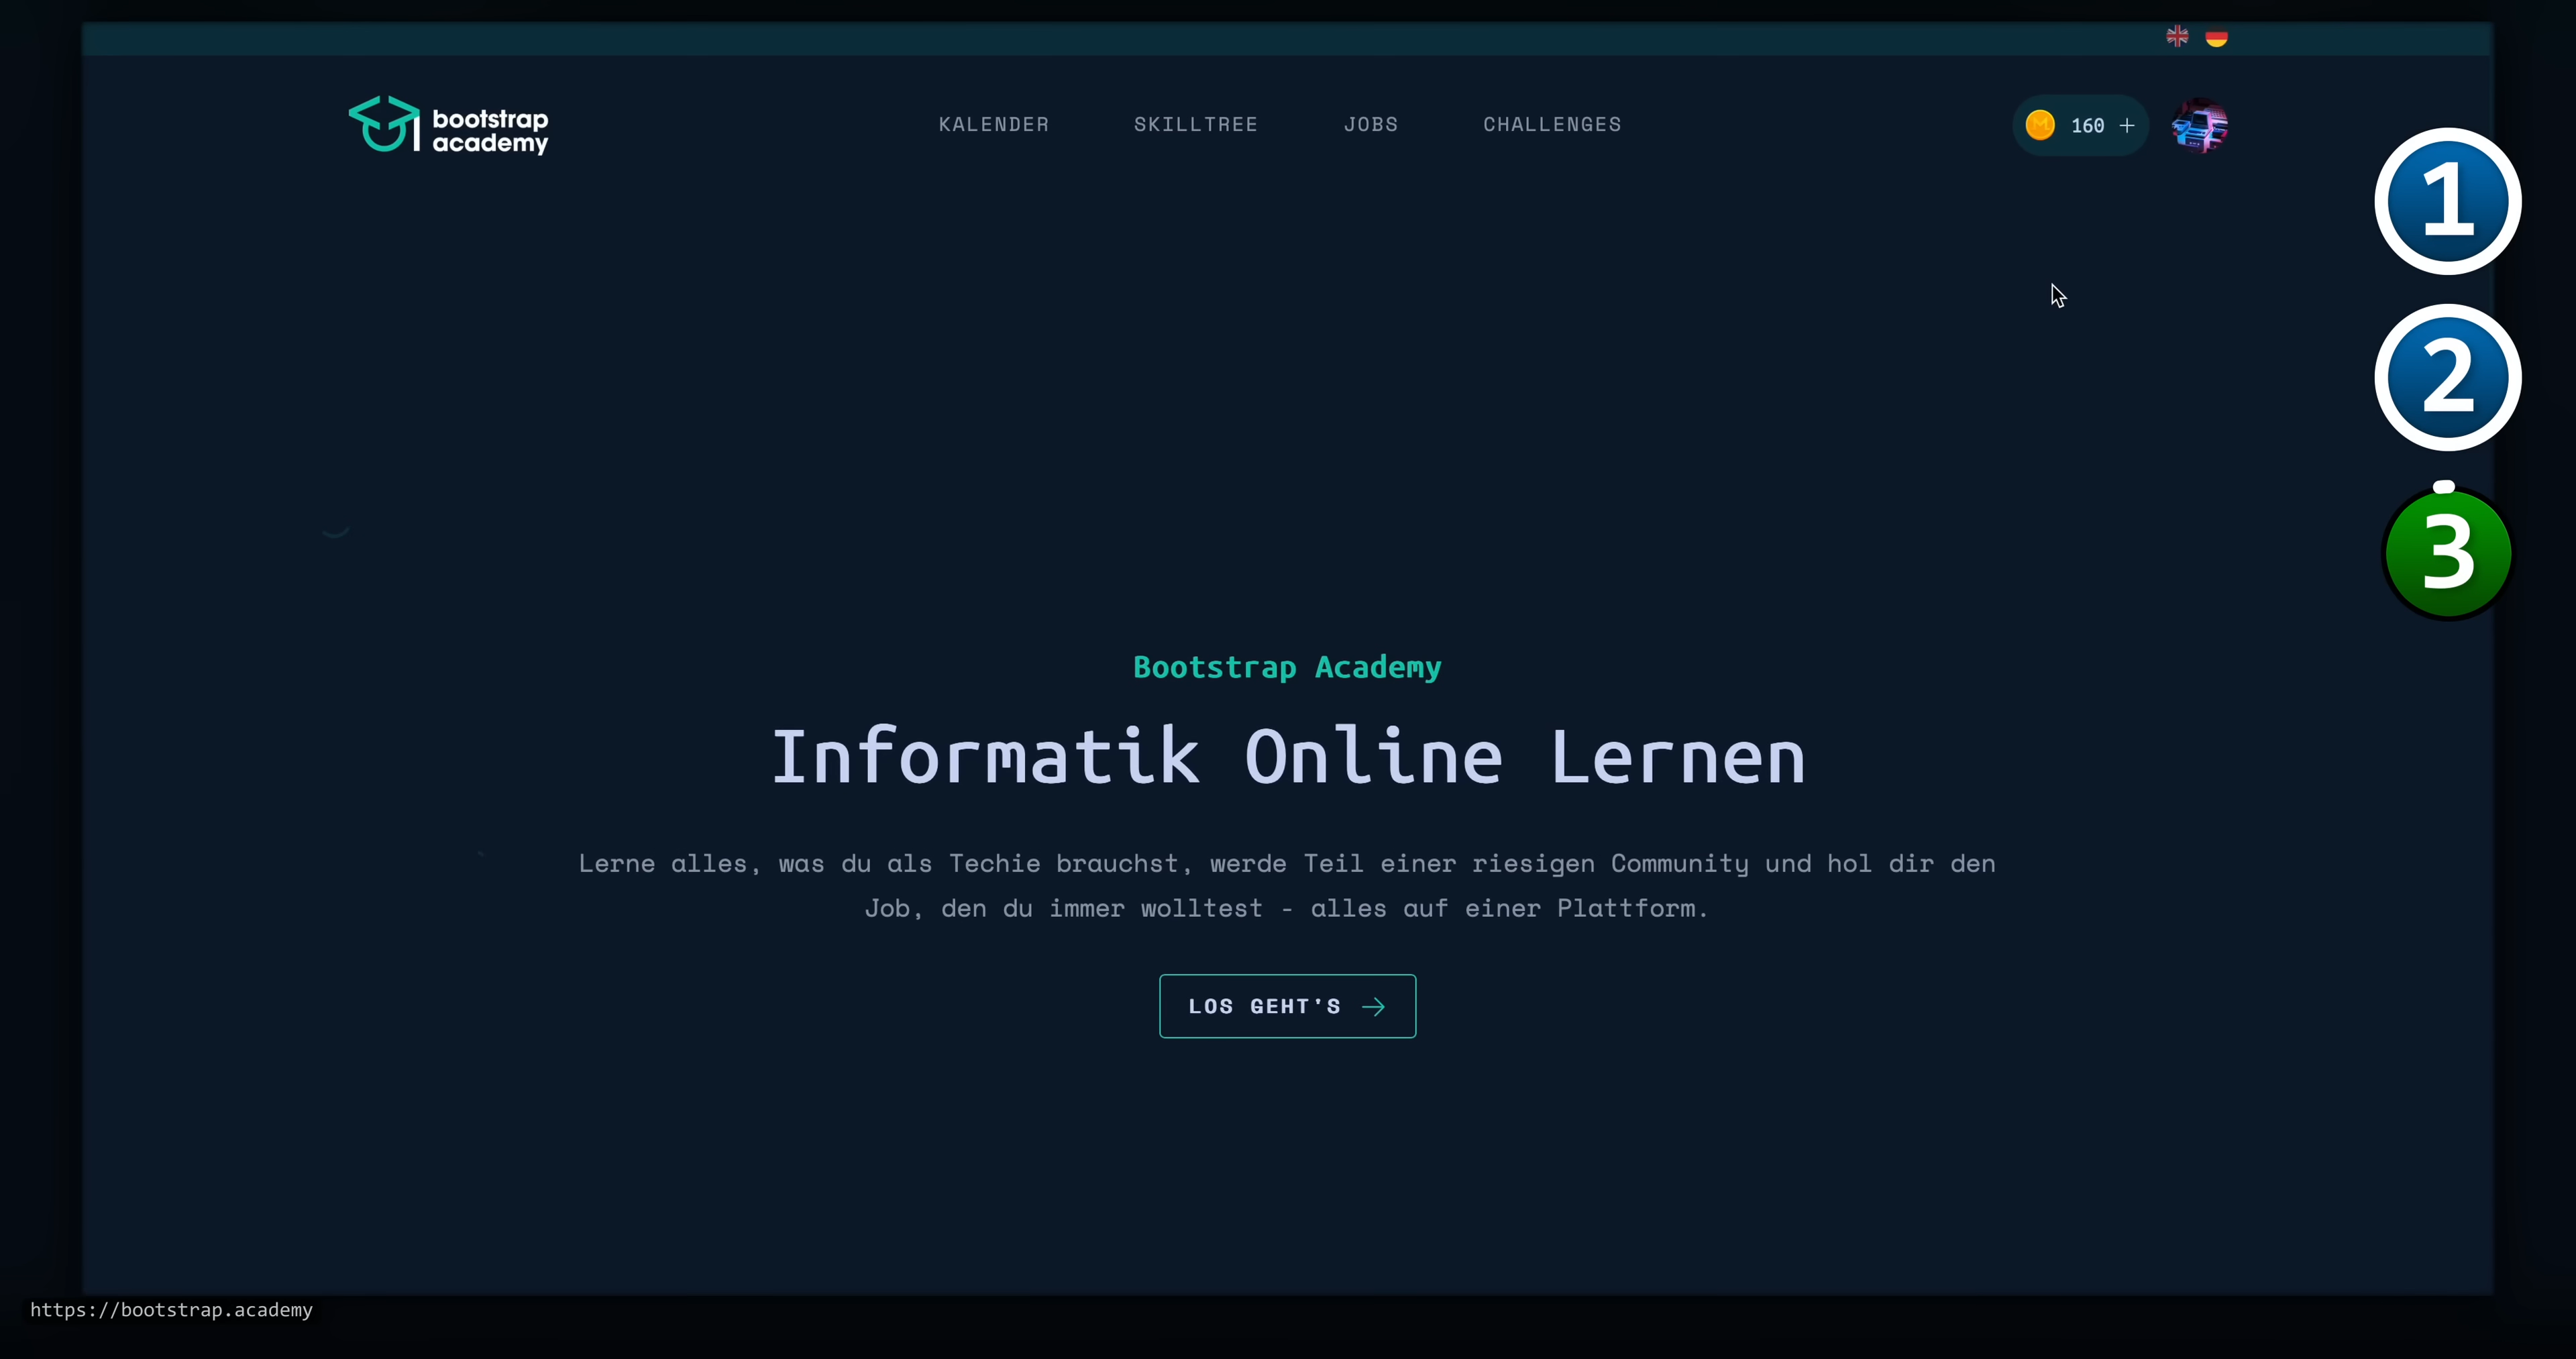 bootstrap
academy
KALENDER
SKILLTREE
JOBS
CHALLENGES
160 +
1
2
3
Bootstrap Academy
Informatik Online Lernen
Lerne alles, was du als Techie brauchst, werde Teil einer riesigen Community und hol dir den
Job, den du immer wolltest - alles auf einer Plattform.
LOS GEHT'S →
https://bootstrap.academy